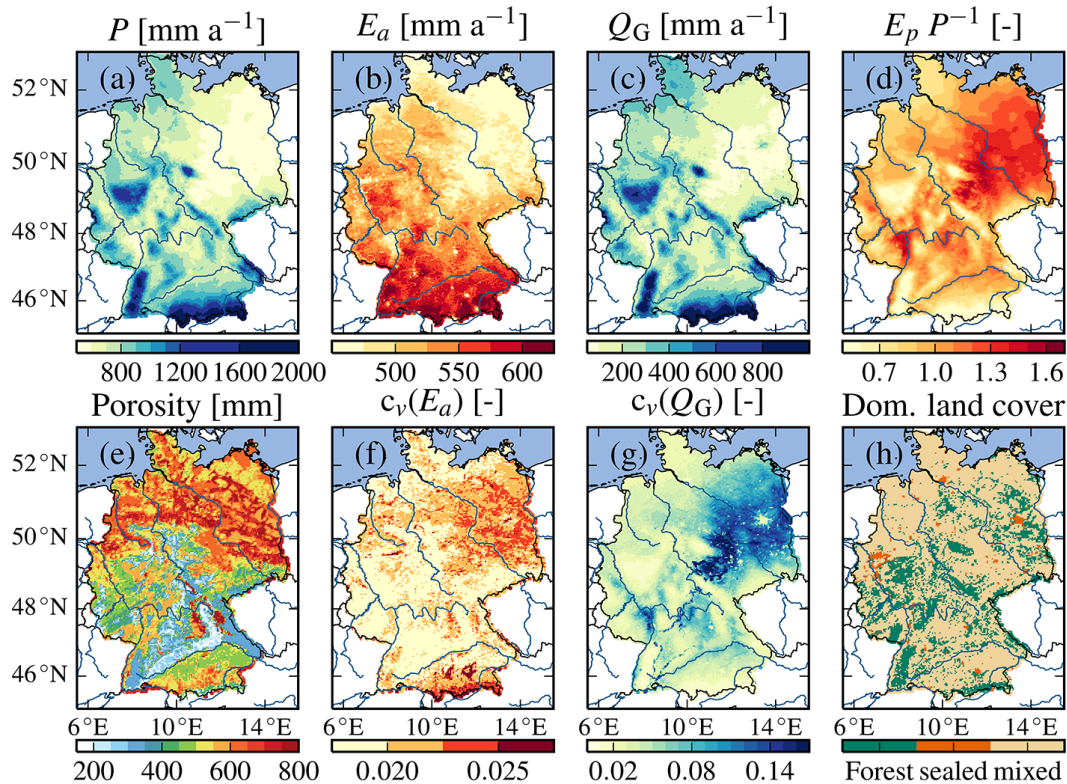 P [mm a⁻¹] Eₐ [mm a⁻¹] Q_G [mm a⁻¹] Eₚ P⁻¹ [-]
(a) (b) (c) (d)
52°N
50°N
48°N
46°N
800 1200 1600 2000 500 550 600 200 400 600 800 0.7 1.0 1.3 1.6
Porosity [mm] cᵥ(Eₐ) [-] cᵥ(Q_G) [-] Dom. land cover
(e) (f) (g) (h)
52°N
50°N
48°N
46°N
6°E 10°E 14°E 6°E 10°E 14°E 6°E 10°E 14°E 6°E 10°E 14°E
200 400 600 800 0.020 0.025 0.02 0.08 0.14 Forest sealed mixed